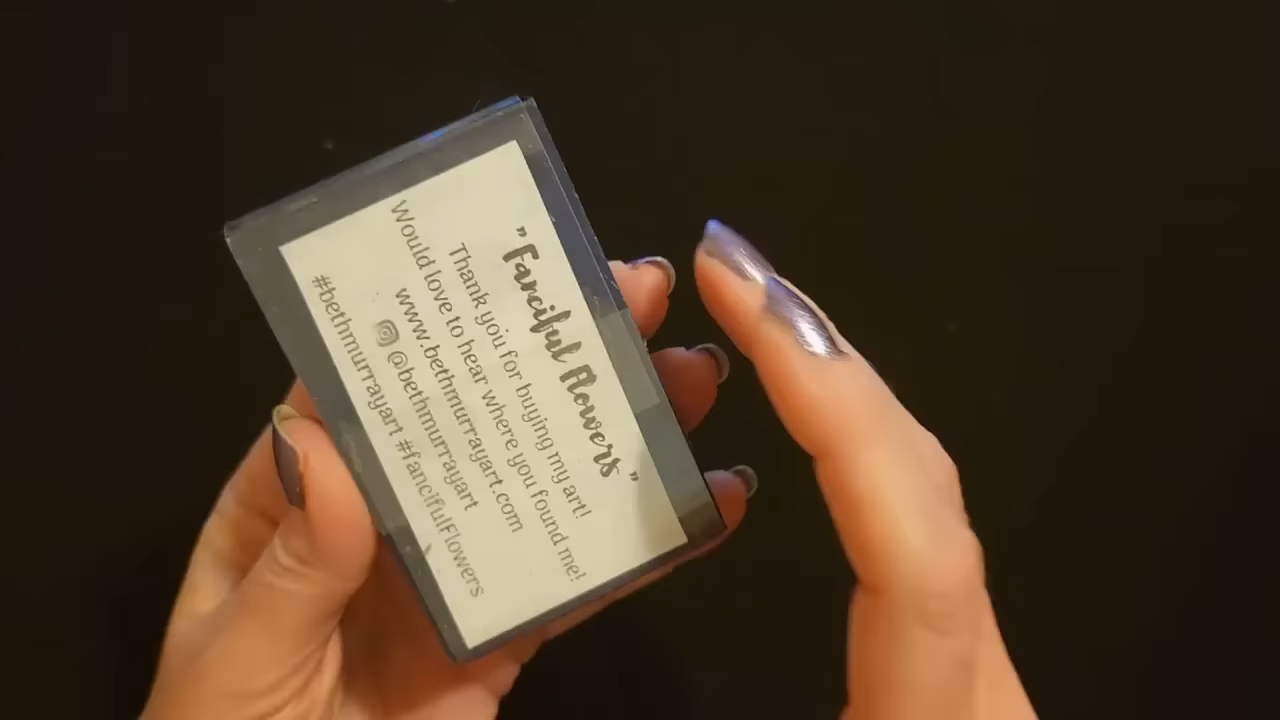 "Fanciful Flowers"
Thank you for buying my art!
Would love to hear where you found me!
www.bethmurrayart.com
@bethmurrayart
#bethmurrayart #fancifulFlowers